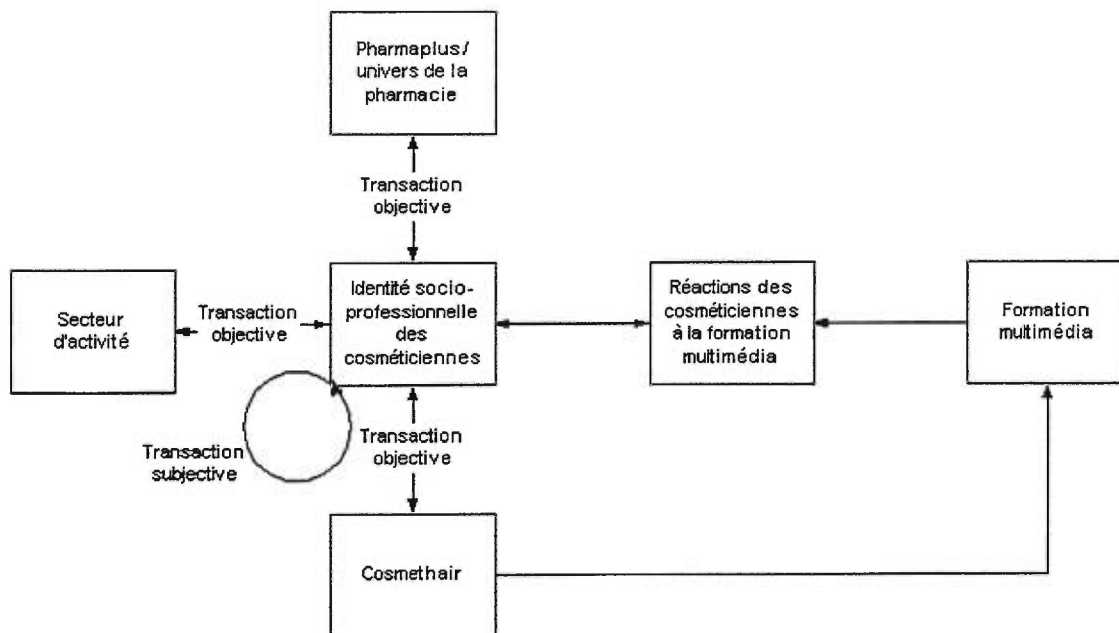 Pharmaplus/
univers de la
pharmacie
Transaction
objective
Secteur
d'activité
Transaction
objective
Identité socio-
professionnelle
des
cosméticiennes
Réactions des
cosméticiennes
à la formation
multimédia
Formation
multimédia
Transaction
subjective
Transaction
objective
Cosmethair